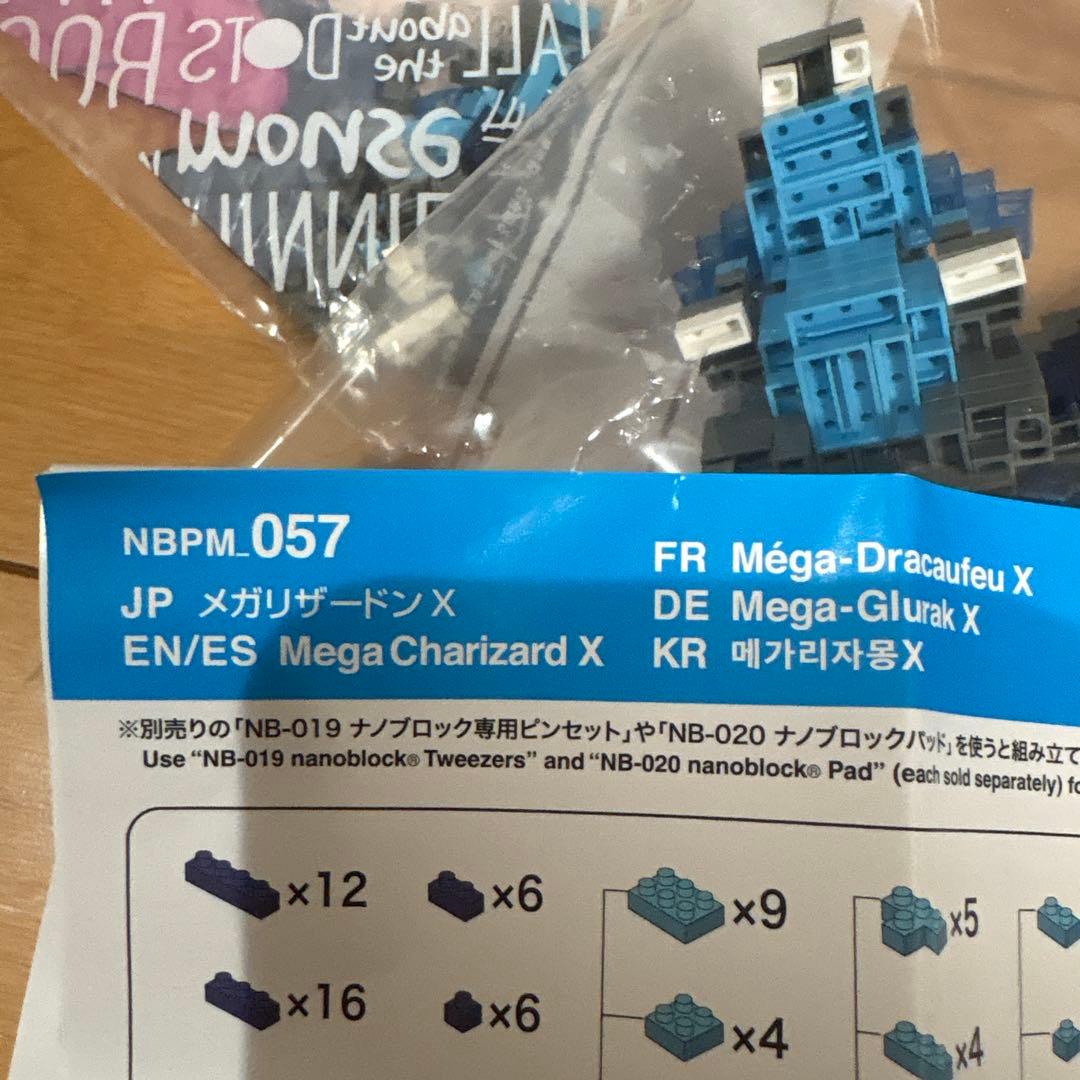 about
the
ALL
DOTS
mouse
NBPM_057
JP メガリザードンX
EN/ES Mega Charizard X
FR Méga-Dracaufeu X
DE Mega-Glurak X
KR 메가리자몽X
※別売りの「NB-019 ナノブロック専用ピンセット」や「NB-020 ナノブロックパッド」を使うと組み立て
Use “NB-019 nanoblock® Tweezers” and “NB-020 nanoblock® Pad” (each sold separately)
×12
×6
×9
×5
×16
×6
×4
×4